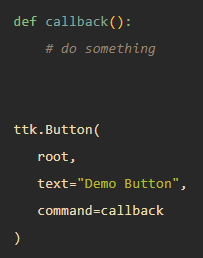 def callback():
    # do something
ttk.Button(
   root,
   text="Demo Button",
   command=callback
)